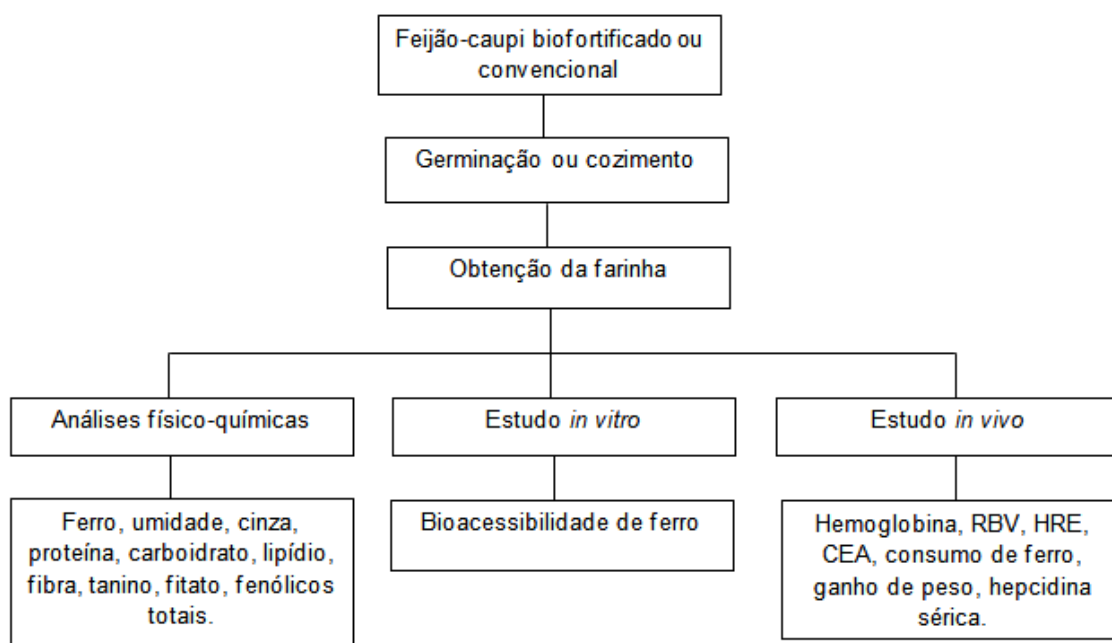 Feijão-caupi biofortificado ou
convencional
Germinação ou cozimento
Obtenção da farinha
Análises físico-químicas
Estudo in vitro
Estudo in vivo
Ferro, umidade, cinza,
proteína, carboidrato, lipídio,
fibra, tanino, fitato, fenólicos
totais.
Bioacessibilidade de ferro
Hemoglobina, RBV, HRE,
CEA, consumo de ferro,
ganho de peso, hepcidina
sérica.